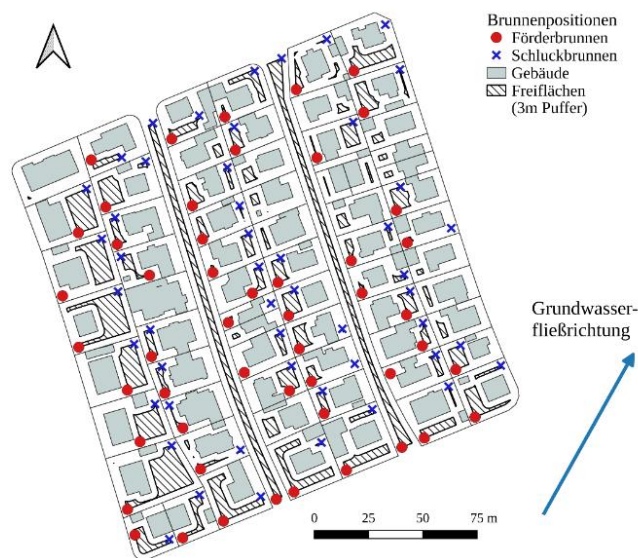 Brunnenpositionen
Förderbrunnen
Schluckbrunnen
Gebäude
Freiflächen
(3m Puffer)
Grundwasser-
fließrichtung
0 25 50 75 m